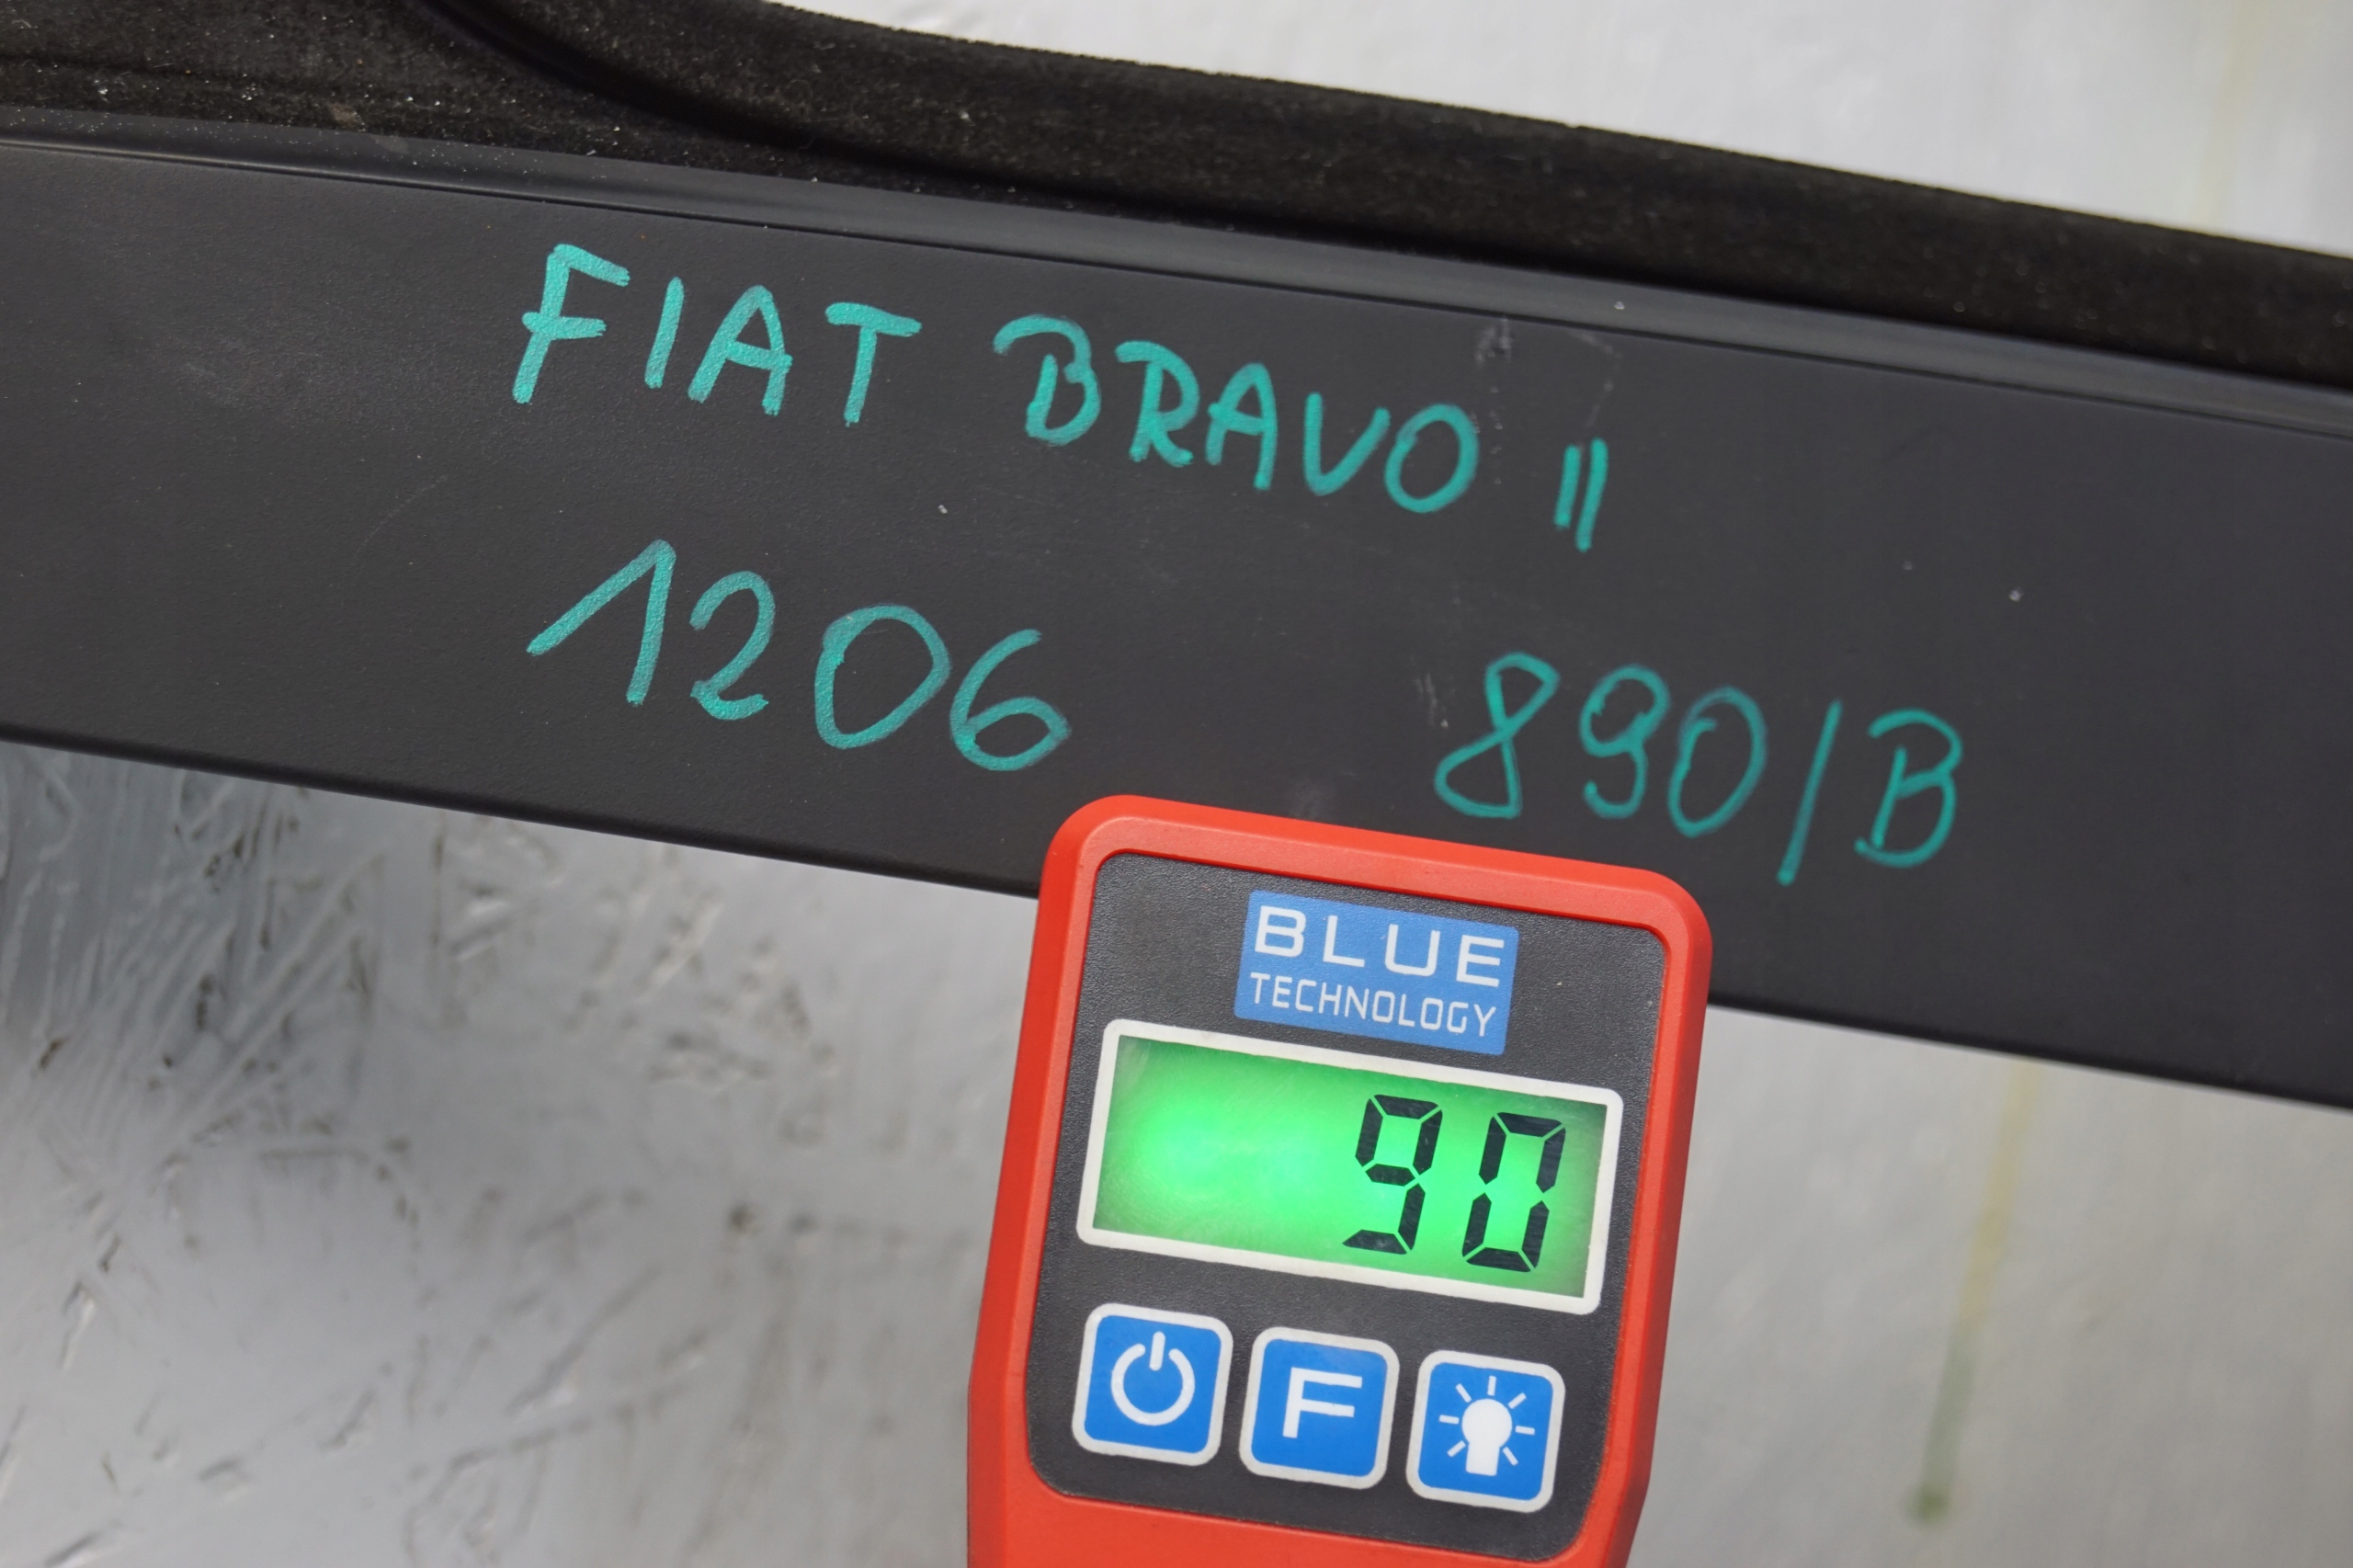 FIAT BRAVO II
1206 890/B
BLUE
TECHNOLOGY
90
F